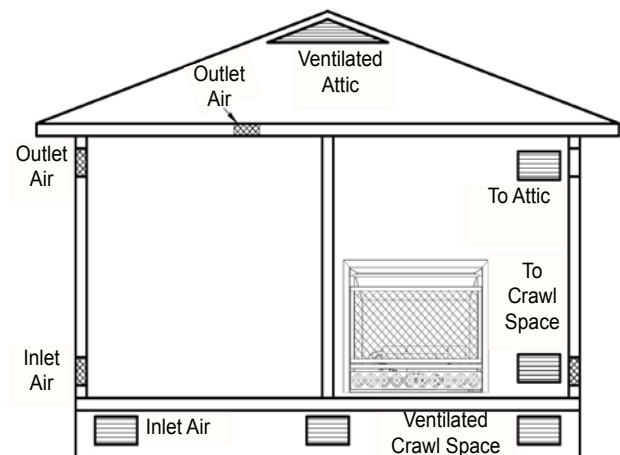 Ventilated
Attic
Outlet
Air
Outlet
Air
To Attic
To
Crawl
Space
Inlet
Air
Inlet Air
Ventilated
Crawl Space